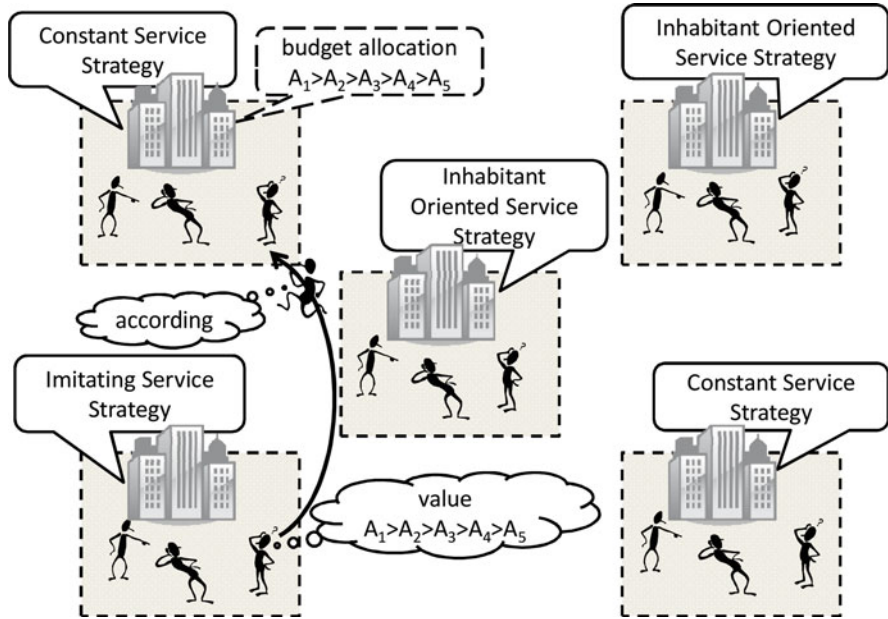 Constant Service
Strategy
budget allocation
A₁>A₂>A₃>A₄>A₅
Inhabitant Oriented
Service Strategy
Inhabitant
Oriented Service
Strategy
according
Imitating Service
Strategy
Constant Service
Strategy
value
A₁>A₂>A₃>A₄>A₅